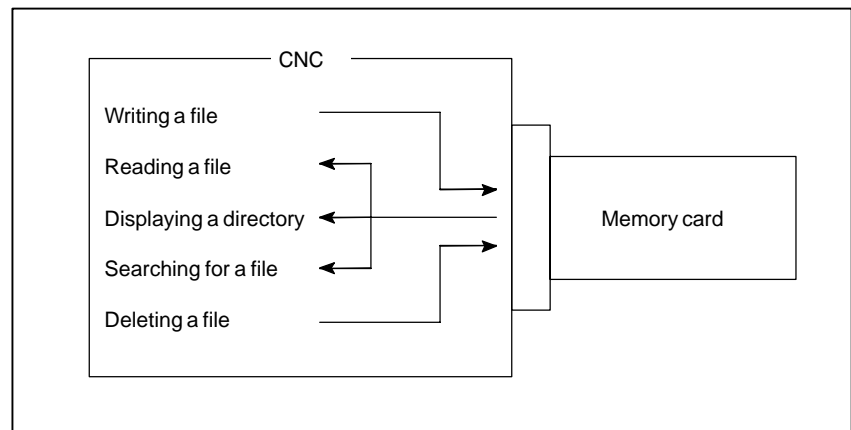 CNC
Writing a file
Reading a file
Displaying a directory
Memory card
Searching for a file
Deleting a file